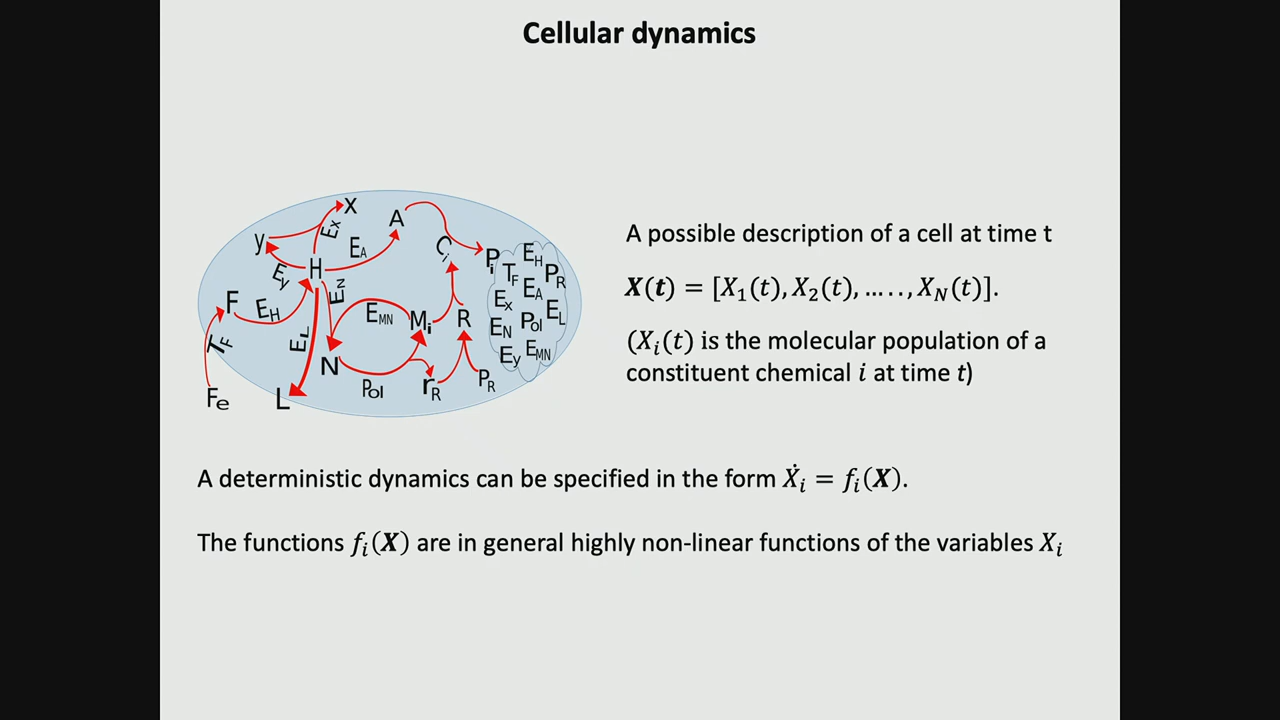 Cellular dynamics
X
A
y
Ex
EA
Ci
H
Ey
EN
Pi
EH
TF
PR
Ex
EA
EL
EN
Pol
Ey
EMN
F
EH
EMN
Mi
R
TF
EL
N
Pol
rR
PR
Fe
L
A possible description of a cell at time t
X(t) = [X₁(t), X₂(t), … . . , X_N(t)].
(Xᵢ(t) is the molecular population of a
constituent chemical i at time t)
A deterministic dynamics can be specified in the form Ẋᵢ = fᵢ(X).
The functions fᵢ(X) are in general highly non-linear functions of the variables Xᵢ